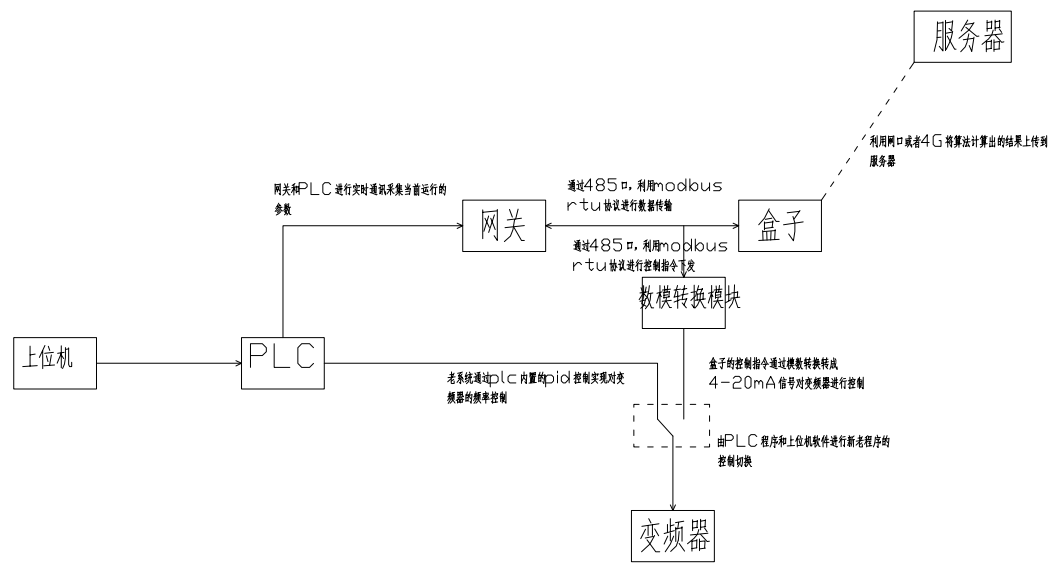 服务器
利用网口或者4G将算法计算出的结果上传到
服务器
网关和PLC进行实时通讯采集当前运行的
参数
通过485口,利用modbus
rtu协议进行数据传输
网关
盒子
通过485口,利用modbus
rtu协议进行控制指令下发
数模转换模块
上位机
PLC
老系统通过plc内置的pid控制实现对变
频器的频率控制
盒子的控制指令通过模数转换转成
4-20mA信号对变频器进行控制
由PLC程序和上位机软件进行新老程序的
控制切换
变频器